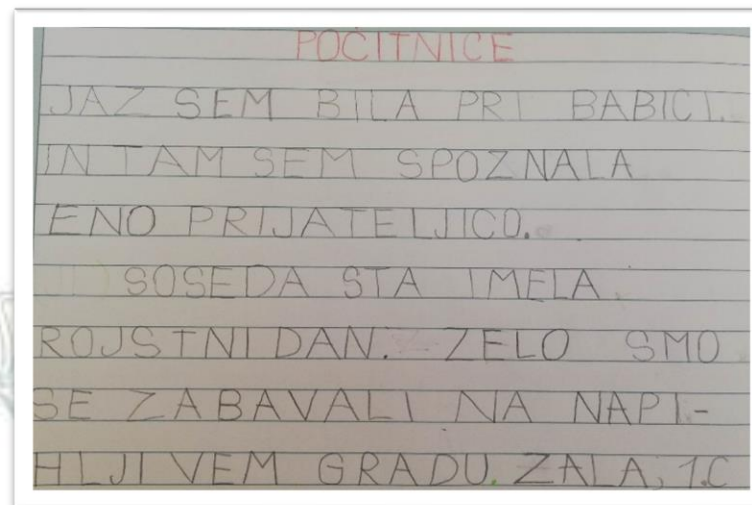 POČITNICE
JAZ SEM BILA PRI BABICI.
IN TAM SEM SPOZNALA
ENO PRIJATELJICO.
SOSEDA STA IMELA
ROJSTNI DAN. ZELO SMO
SE ZABAVALI NA NAPI-
HLJIVEM GRADU. ZALA, 1.C